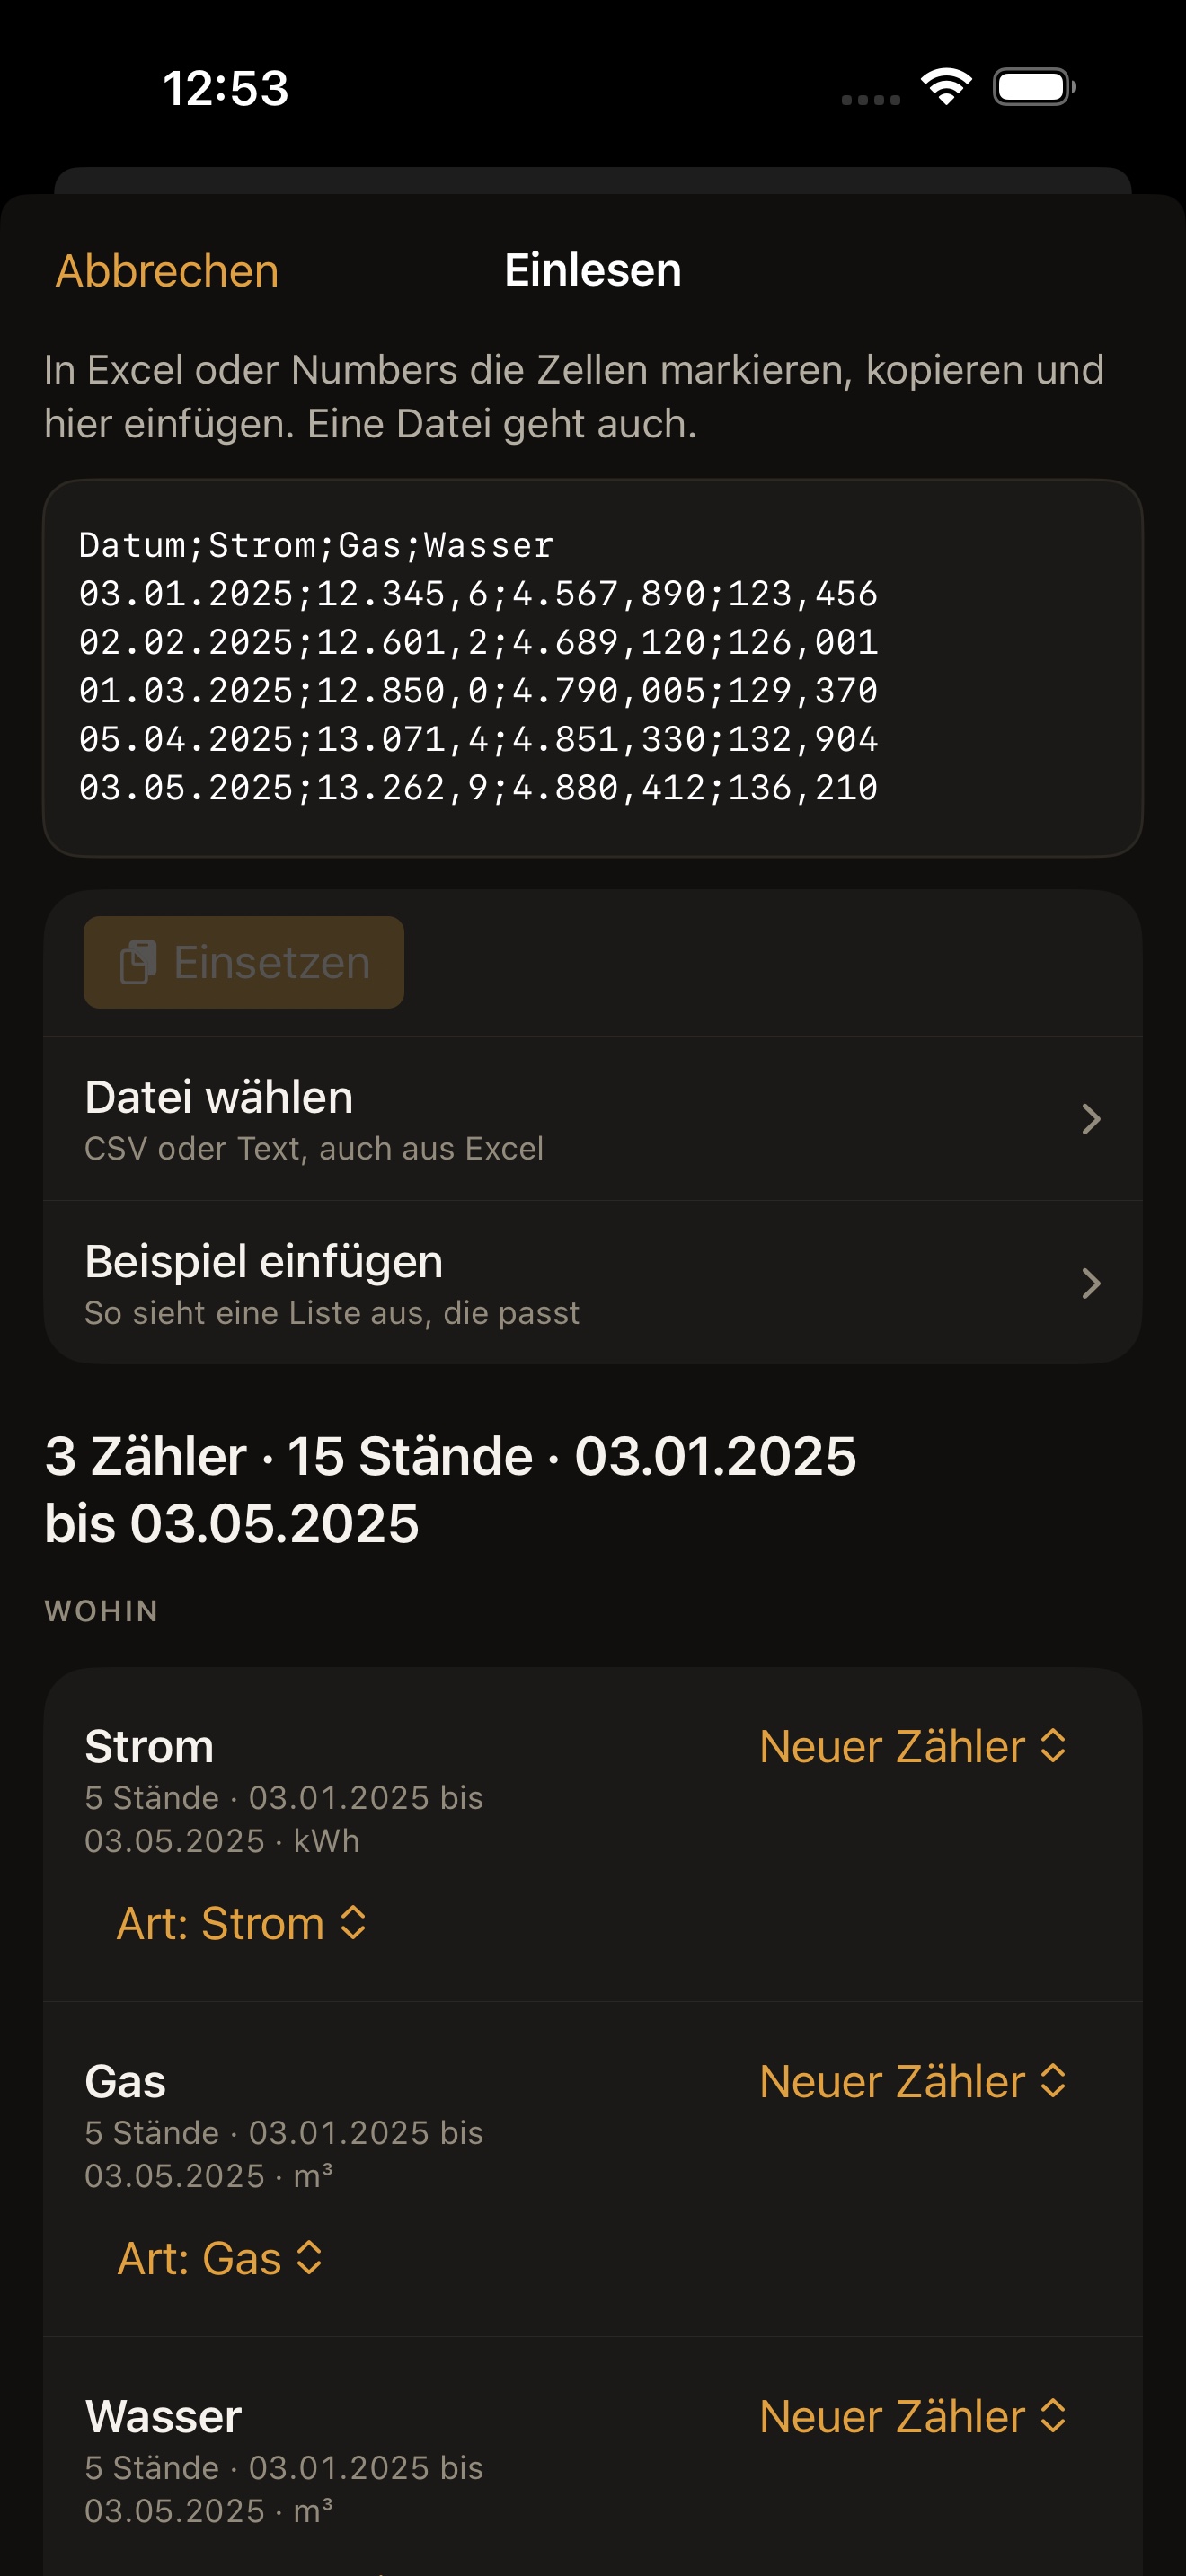 12:53
Abbrechen
Einlesen
In Excel oder Numbers die Zellen markieren, kopieren und
hier einfügen. Eine Datei geht auch.
Datum;Strom;Gas;Wasser
03.01.2025;12.345,6;4.567,890;123,456
02.02.2025;12.601,2;4.689,120;126,001
01.03.2025;12.850,0;4.790,005;129,370
05.04.2025;13.071,4;4.851,330;132,904
03.05.2025;13.262,9;4.880,412;136,210
Einsetzen
Datei wählen
CSV oder Text, auch aus Excel
Beispiel einfügen
So sieht eine Liste aus, die passt
3 Zähler · 15 Stände · 03.01.2025
bis 03.05.2025
WOHIN
Strom
Neuer Zähler
5 Stände · 03.01.2025 bis
03.05.2025 · kWh
Art: Strom
Gas
Neuer Zähler
5 Stände · 03.01.2025 bis
03.05.2025 · m³
Art: Gas
Wasser
Neuer Zähler
5 Stände · 03.01.2025 bis
03.05.2025 · m³